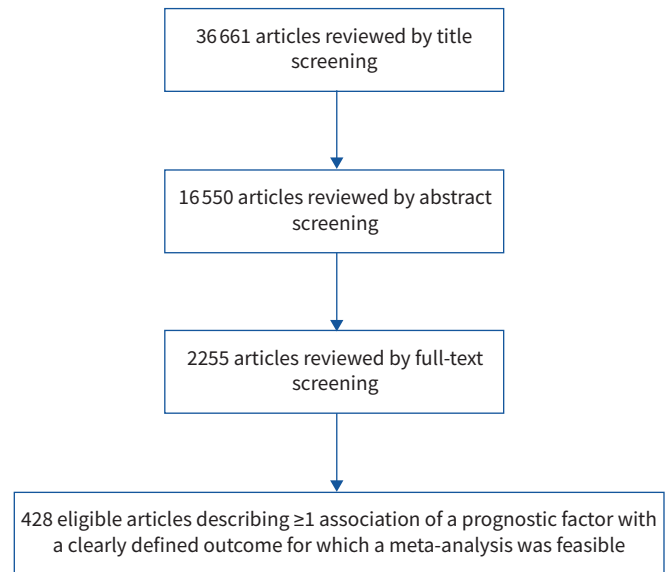 36 661 articles reviewed by title
screening
16 550 articles reviewed by abstract
screening
2255 articles reviewed by full-text
screening
428 eligible articles describing ≥1 association of a prognostic factor with
a clearly defined outcome for which a meta-analysis was feasible